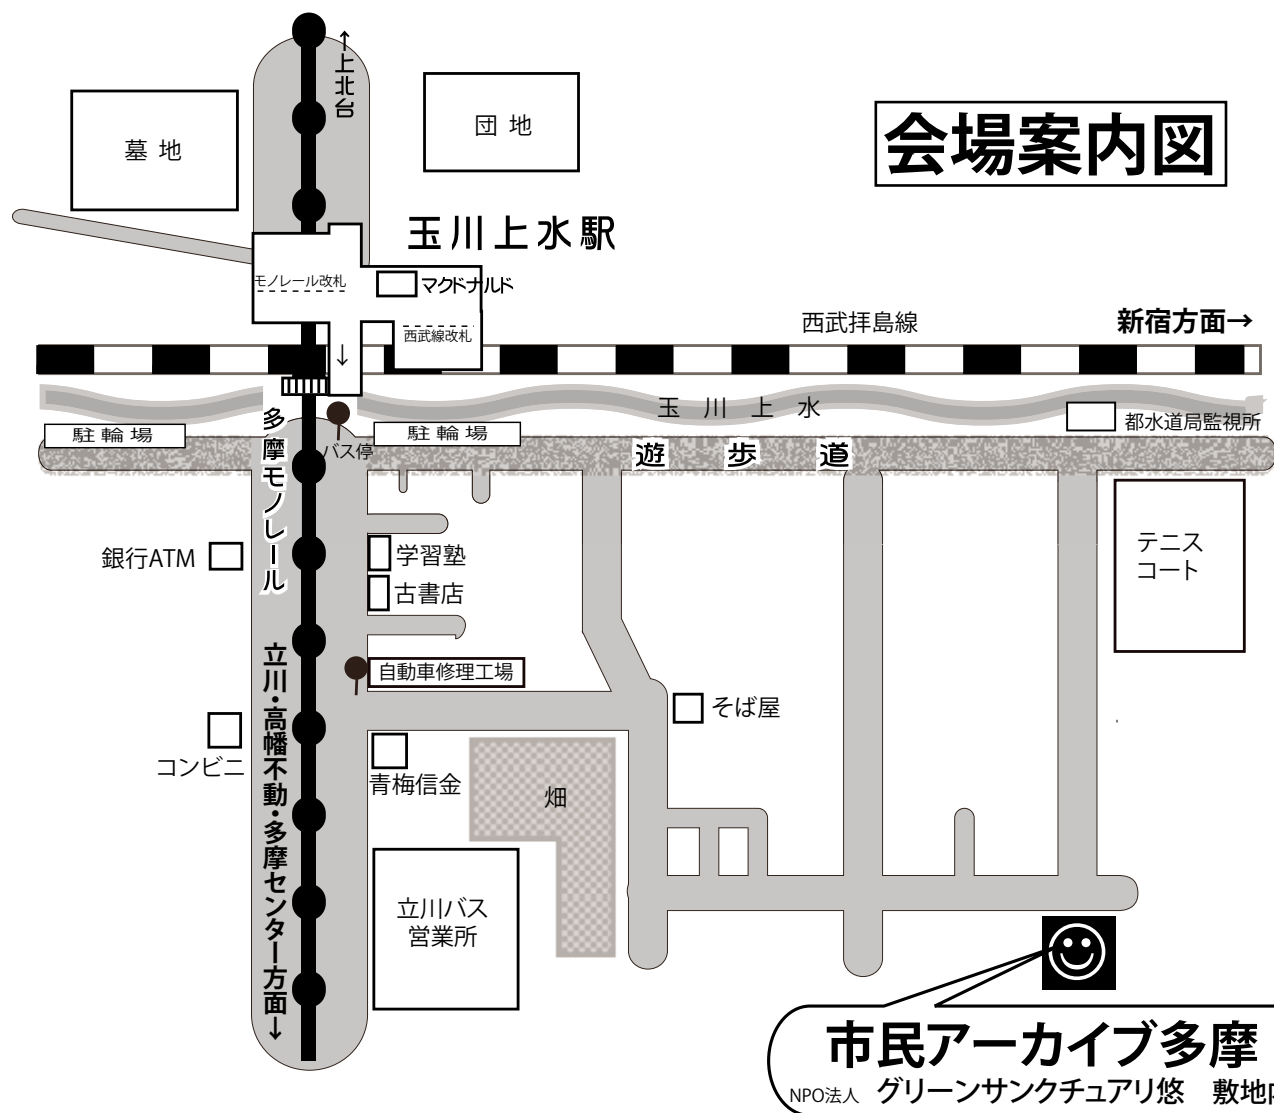 ↑上北台
墓 地
団 地
会場案内図
玉川上水駅
モノレール改札
マクドナルド
西武線改札
↓
西武拝島線
新宿方面→
玉 川 上 水
駐 輪 場
駐 輪 場
都水道局監視所
バス停
遊 歩 道
多摩モノレール
銀行ATM
学習塾
古書店
テニス
コート
自動車修理工場
立川・高幡不動・多摩センター方面↓
そば屋
コンビニ
青梅信金
畑
立川バス
営業所
市民アーカイブ多摩
NPO法人 グリーンサンクチュアリ悠 敷地内